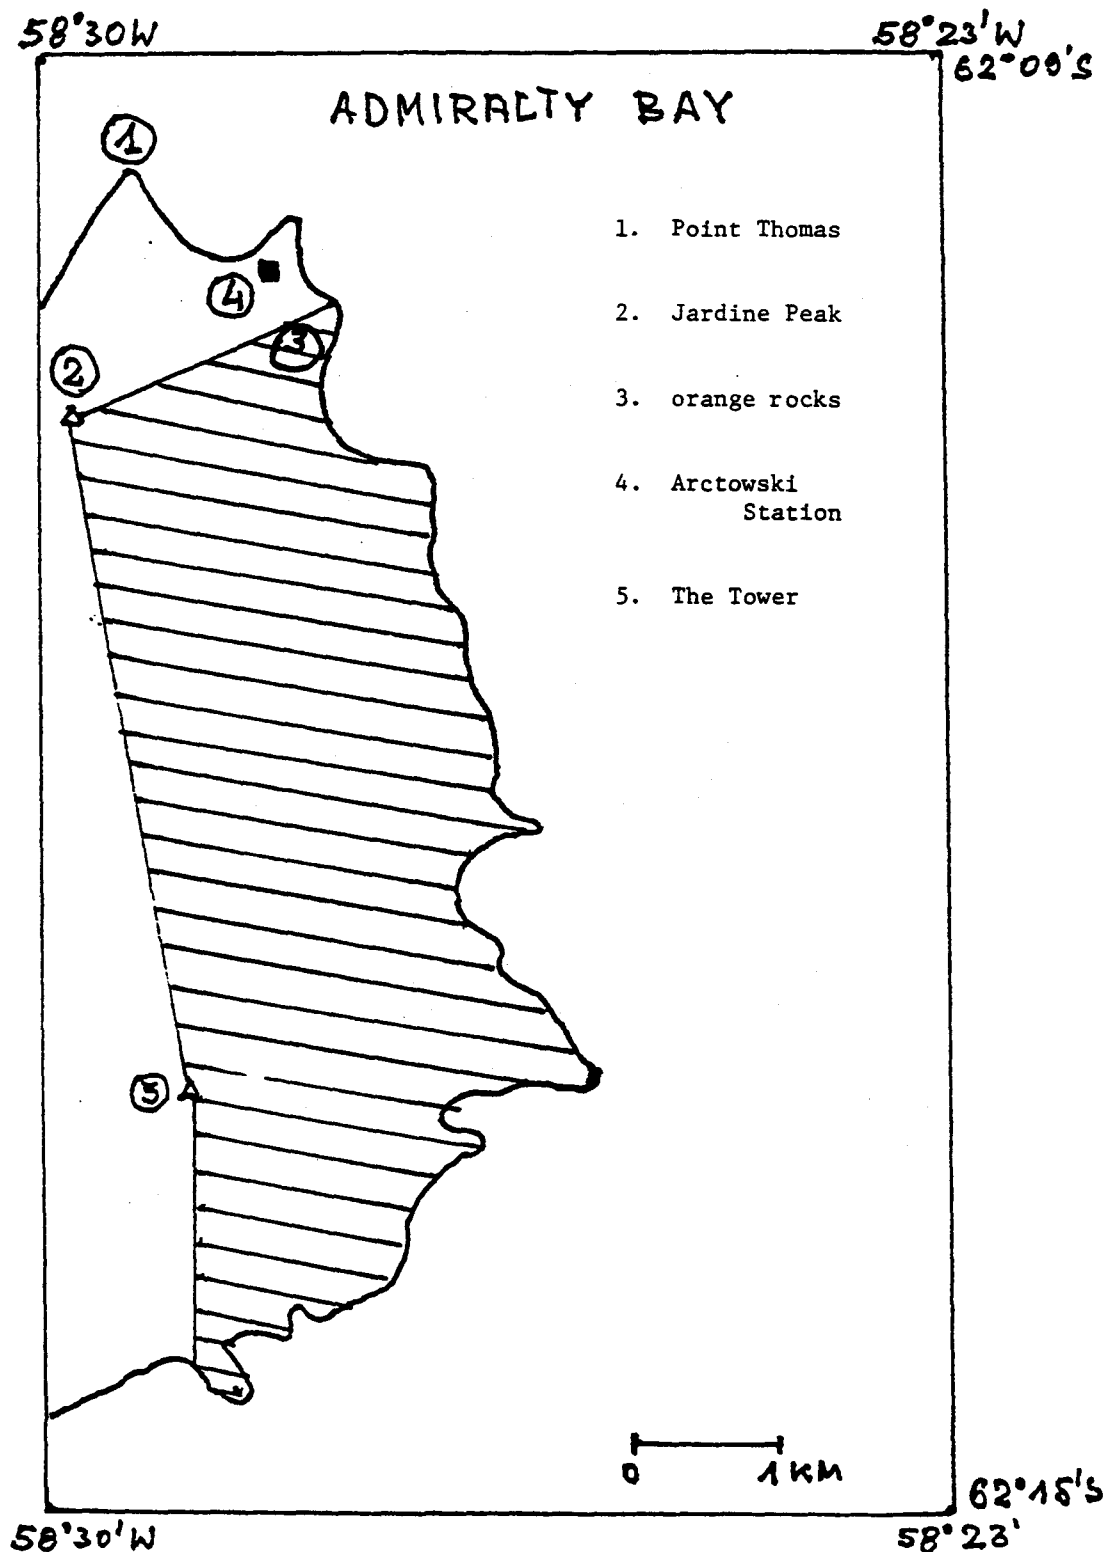 58°30W 58°23'W
62°09'S
ADMIRALTY BAY
1
1. Point Thomas
4
2. Jardine Peak
3
2
3. orange rocks
4. Arctowski
Station
5. The Tower
5
0 1 KM
62°15'S
58°30'W 58°23'